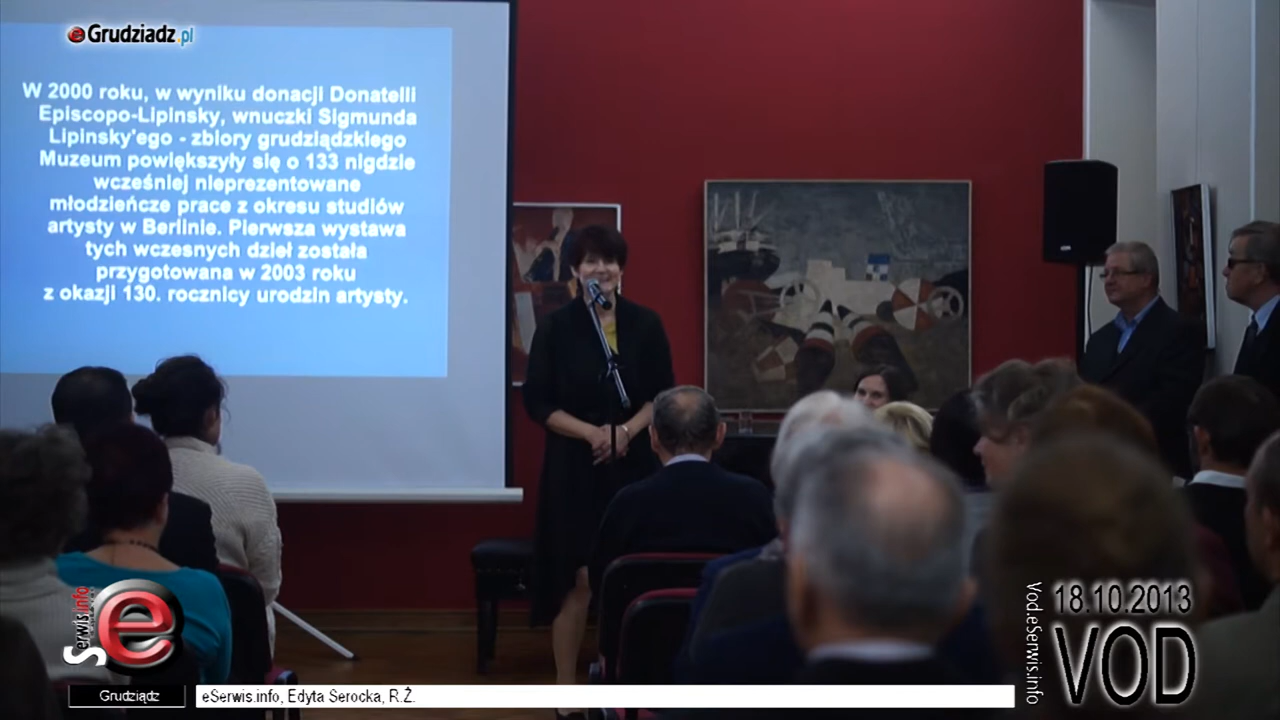 eGrudziadz.pl
W 2000 roku, w wyniku donacji Donatelli
Episcopo-Lipinsky, wnuczki Sigmunda
Lipinsky'ego - zbiory grudziądzkiego
Muzeum powiększyły się o 133 nigdzie
wcześniej nieprezentowane
młodzieńcze prace z okresu studiów
artysty w Berlinie. Pierwsza wystawa
tych wczesnych dzieł została
przygotowana w 2003 roku
z okazji 130. rocznicy urodzin artysty.
Serwis.info
e
18.10.2013
VOD
Vod.eSerwis.info
Grudziądz
eSerwis.info, Edyta Serocka, R.Ż.